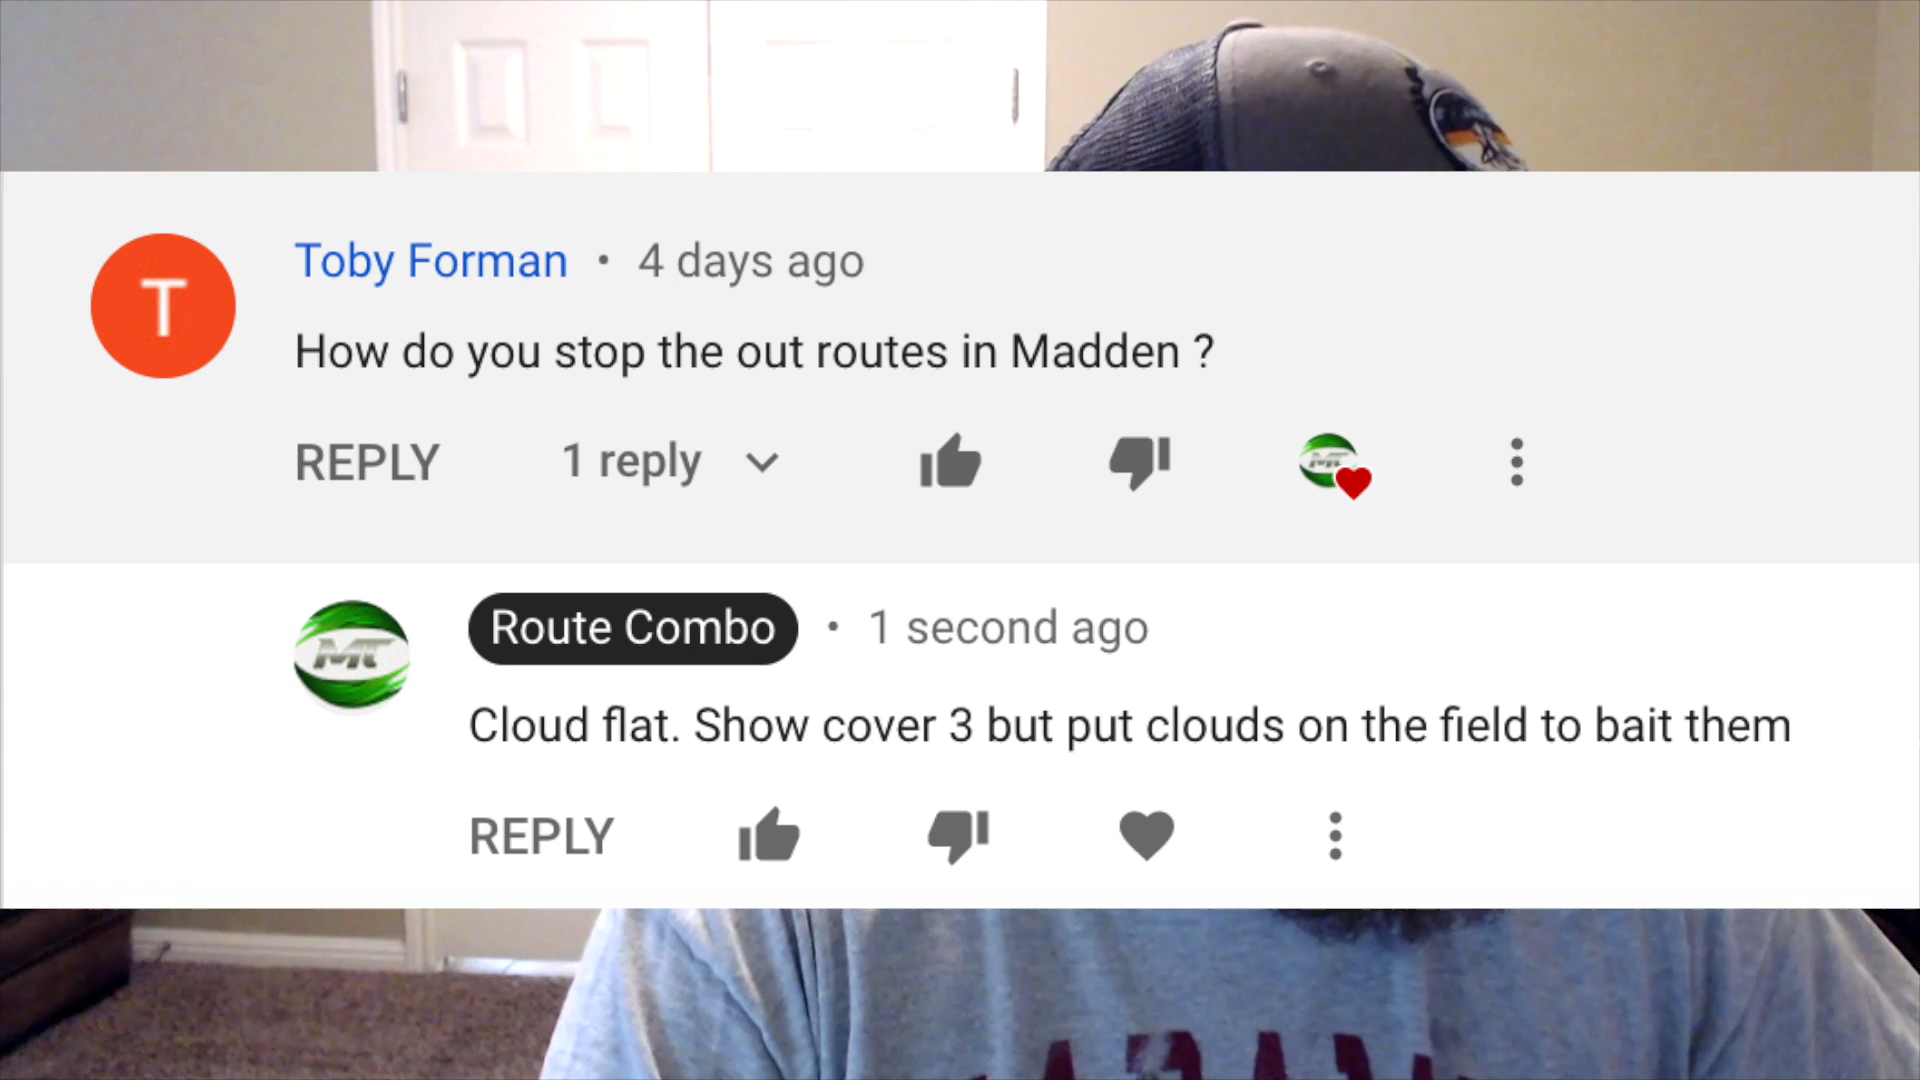 T
Toby Forman • 4 days ago
How do you stop the out routes in Madden ?
REPLY 1 reply
MT
Route Combo • 1 second ago
Cloud flat. Show cover 3 but put clouds on the field to bait them
REPLY